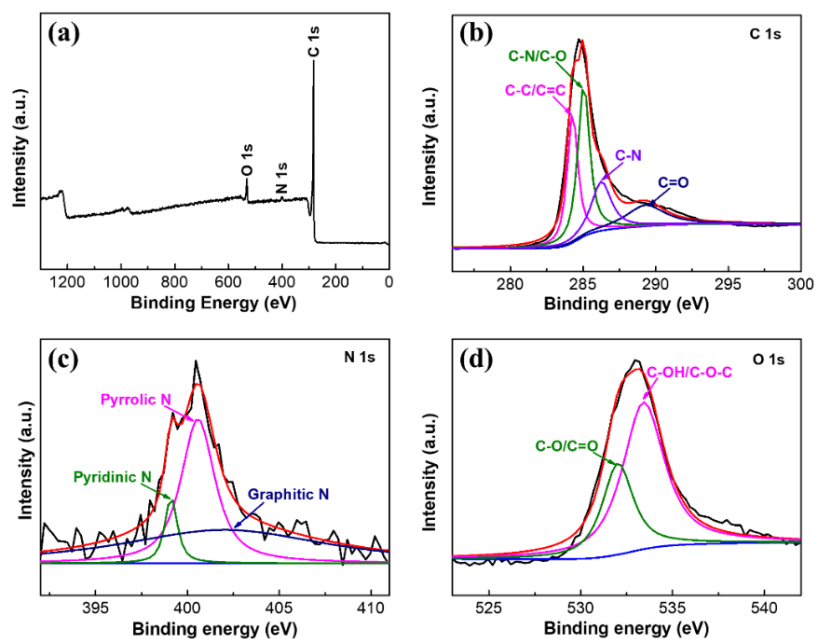 (a)
C 1s
O 1s
N 1s
Intensity (a.u.)
1200 1000 800 600 400 200 0
Binding Energy (eV)
(b)
C 1s
C-N/C-O
C-C/C=C
C-N
C=O
Intensity (a.u.)
280 285 290 295 300
Binding energy (eV)
(c)
N 1s
Pyrrolic N
Pyridinic N
Graphitic N
Intensity (a.u.)
395 400 405 410
Binding energy (eV)
(d)
O 1s
C-OH/C-O-C
C-O/C=O
Intensity (a.u.)
525 530 535 540
Binding energy (eV)